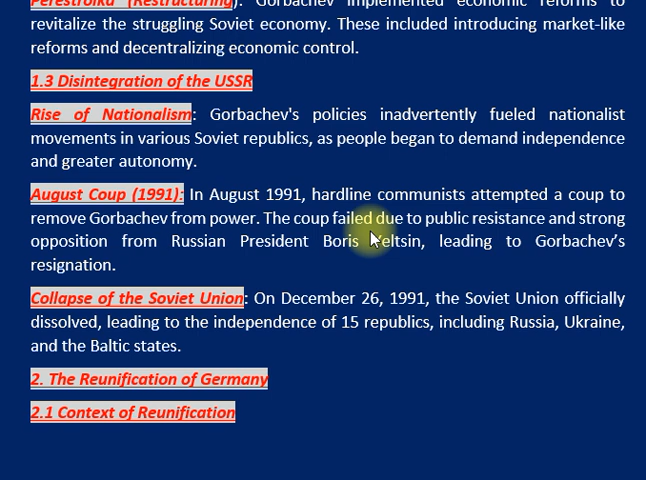 Perestroika (Restructuring): Gorbachev implemented economic reforms to
revitalize the struggling Soviet economy. These included introducing market-like
reforms and decentralizing economic control.
1.3 Disintegration of the USSR
Rise of Nationalism: Gorbachev's policies inadvertently fueled nationalist
movements in various Soviet republics, as people began to demand independence
and greater autonomy.
August Coup (1991): In August 1991, hardline communists attempted a coup to
remove Gorbachev from power. The coup failed due to public resistance and strong
opposition from Russian President Boris Yeltsin, leading to Gorbachev’s
resignation.
Collapse of the Soviet Union: On December 26, 1991, the Soviet Union officially
dissolved, leading to the independence of 15 republics, including Russia, Ukraine,
and the Baltic states.
2. The Reunification of Germany
2.1 Context of Reunification